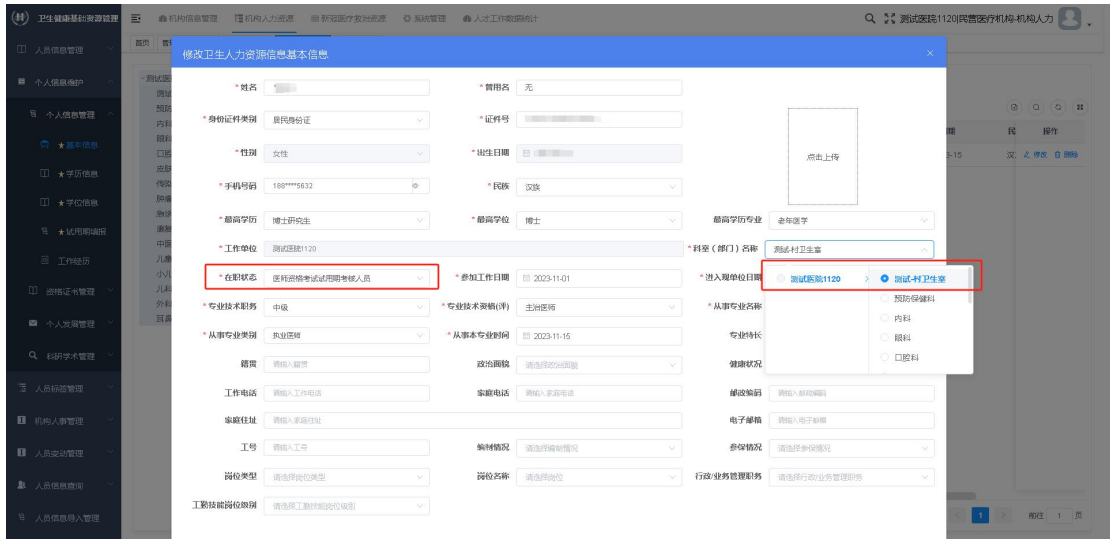 卫生健康基础资源管理
机构信息管理 机构人力资源 新冠医疗救治资源 系统管理 人才工作数据统计
测试医院1120|民营医疗机构-机构人力
人员信息管理
个人信息维护
个人信息管理
★基本信息
★学历信息
★学位信息
★试用期填报
工作经历
资格证书管理
个人发展管理
科研学术管理
人员标签管理
机构人事管理
人员变动管理
人员信息查询
人员信息导入管理
首页
修改卫生人力资源信息基本信息 ×
*姓名 *曾用名 无
*身份证件类别 居民身份证 *证件号
*性别 女性 *出生日期
点击上传
*手机号码 188****5632 *民族 汉族
*最高学历 博士研究生 *最高学位 博士 最高学历专业 老年医学
*工作单位 测试医院1120 *科室（部门）名称 测试-村卫生室
*在职状态 医师资格考试试用期考核人员 *参加工作日期 2023-11-01 *进入现单位日期
测试医院1120 > 测试-村卫生室
预防保健科
内科
眼科
口腔科
*专业技术职务 中级 *专业技术资格(评) 主治医师 *从事专业名称
*从事专业类别 执业医师 *从事本专业时间 2023-11-15 专业特长
籍贯 请输入籍贯 政治面貌 请选择政治面貌 健康状况
工作电话 请输入工作电话 家庭电话 请输入家庭电话 邮政编码 请输入邮政编码
家庭住址 请输入家庭住址 电子邮箱 请输入电子邮箱
工号 请输入工号 编制情况 请选择编制情况 参保情况 请选择参保情况
岗位类型 请选择岗位类型 岗位名称 请选择岗位 行政/业务管理职务 请选择行政/业务管理职务
工勤技能岗位级别 请选择工勤技能岗位级别
操作
3-15 汉 修改 删除
< 1 > 前往 1 页